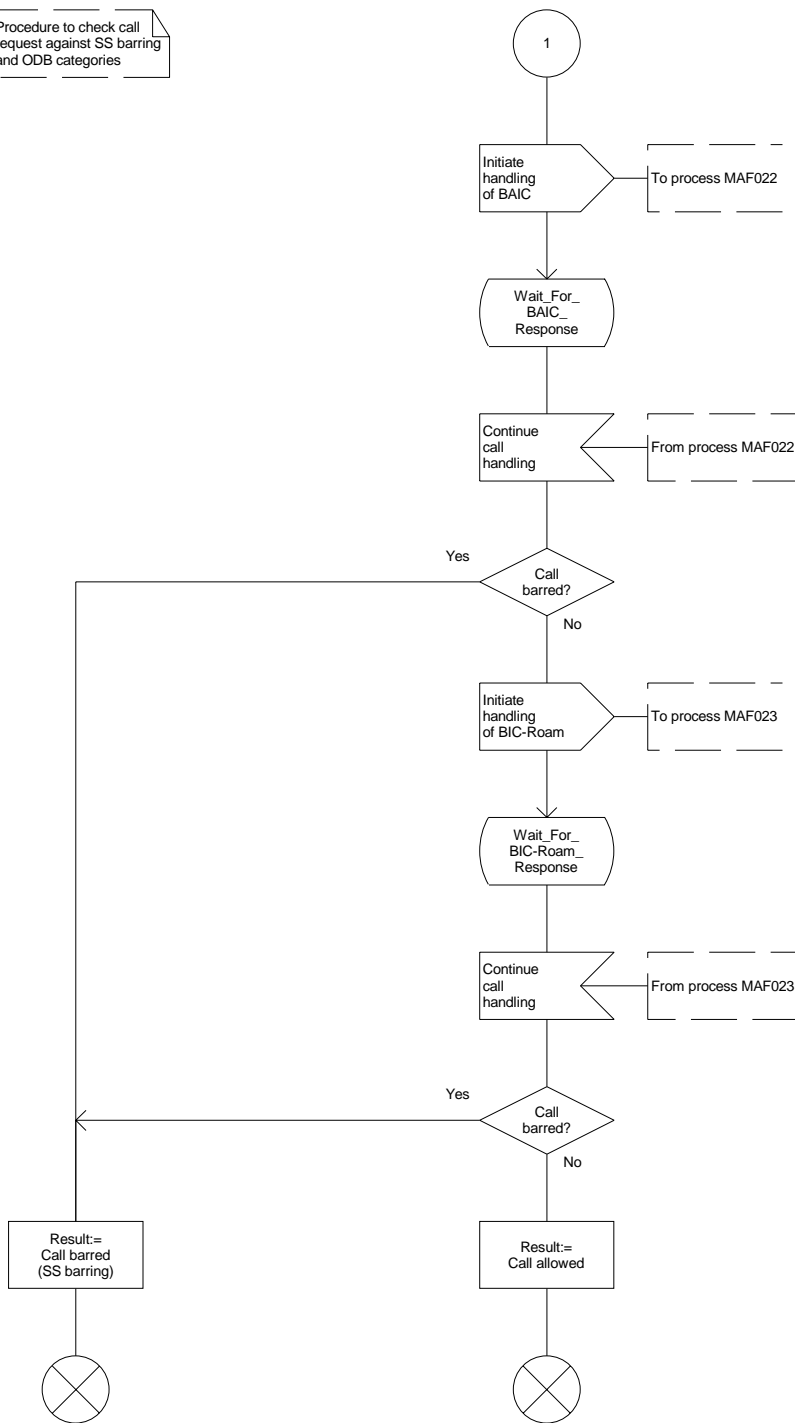 Procedure to check call
request against SS barring
and ODB categories
1
Initiate
handling
of BAIC
To process MAF022
Wait_For_
BAIC_
Response
Continue
call
handling
From process MAF022
Yes
Call
barred?
No
Initiate
handling
of BIC-Roam
To process MAF023
Wait_For_
BIC-Roam_
Response
Continue
call
handling
From process MAF023
Yes
Call
barred?
No
Result:=
Call barred
(SS barring)
Result:=
Call allowed